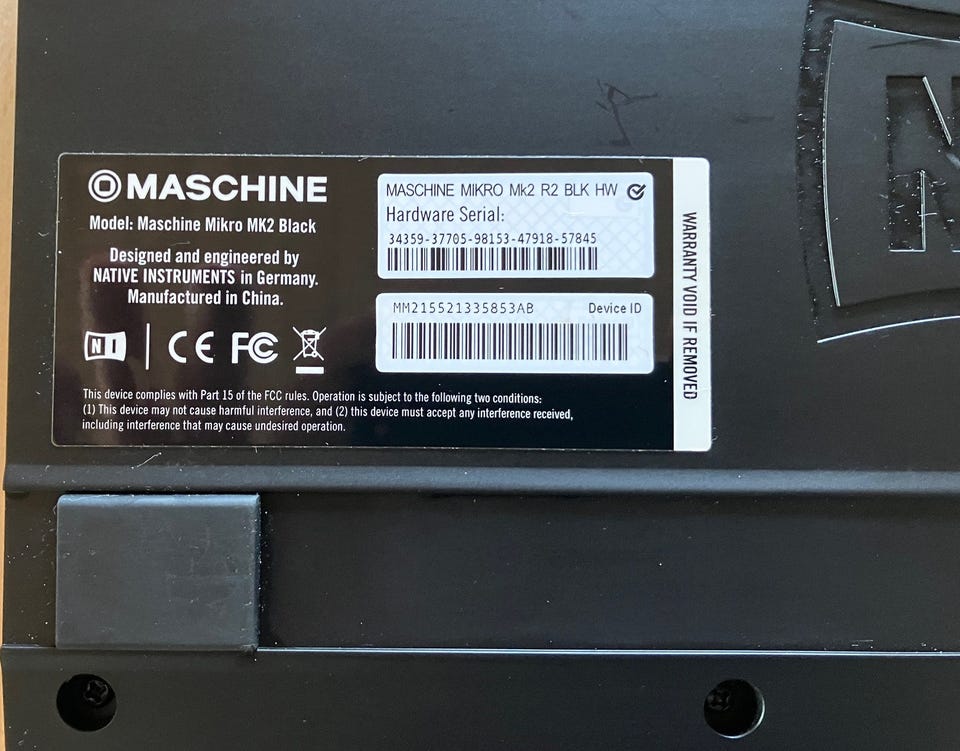 MASCHINE
Model: Maschine Mikro MK2 Black
Designed and engineered by
NATIVE INSTRUMENTS in Germany.
Manufactured in China.
NI
CE FC
MASCHINE MIKRO Mk2 R2 BLK HW
Hardware Serial:
34359-37705-98153-47918-57845
MM215521335853AB Device ID
WARRANTY VOID IF REMOVED
This device complies with Part 15 of the FCC rules. Operation is subject to the following two conditions:
(1) This device may not cause harmful interference, and (2) this device must accept any interference received,
including interference that may cause undesired operation.
N